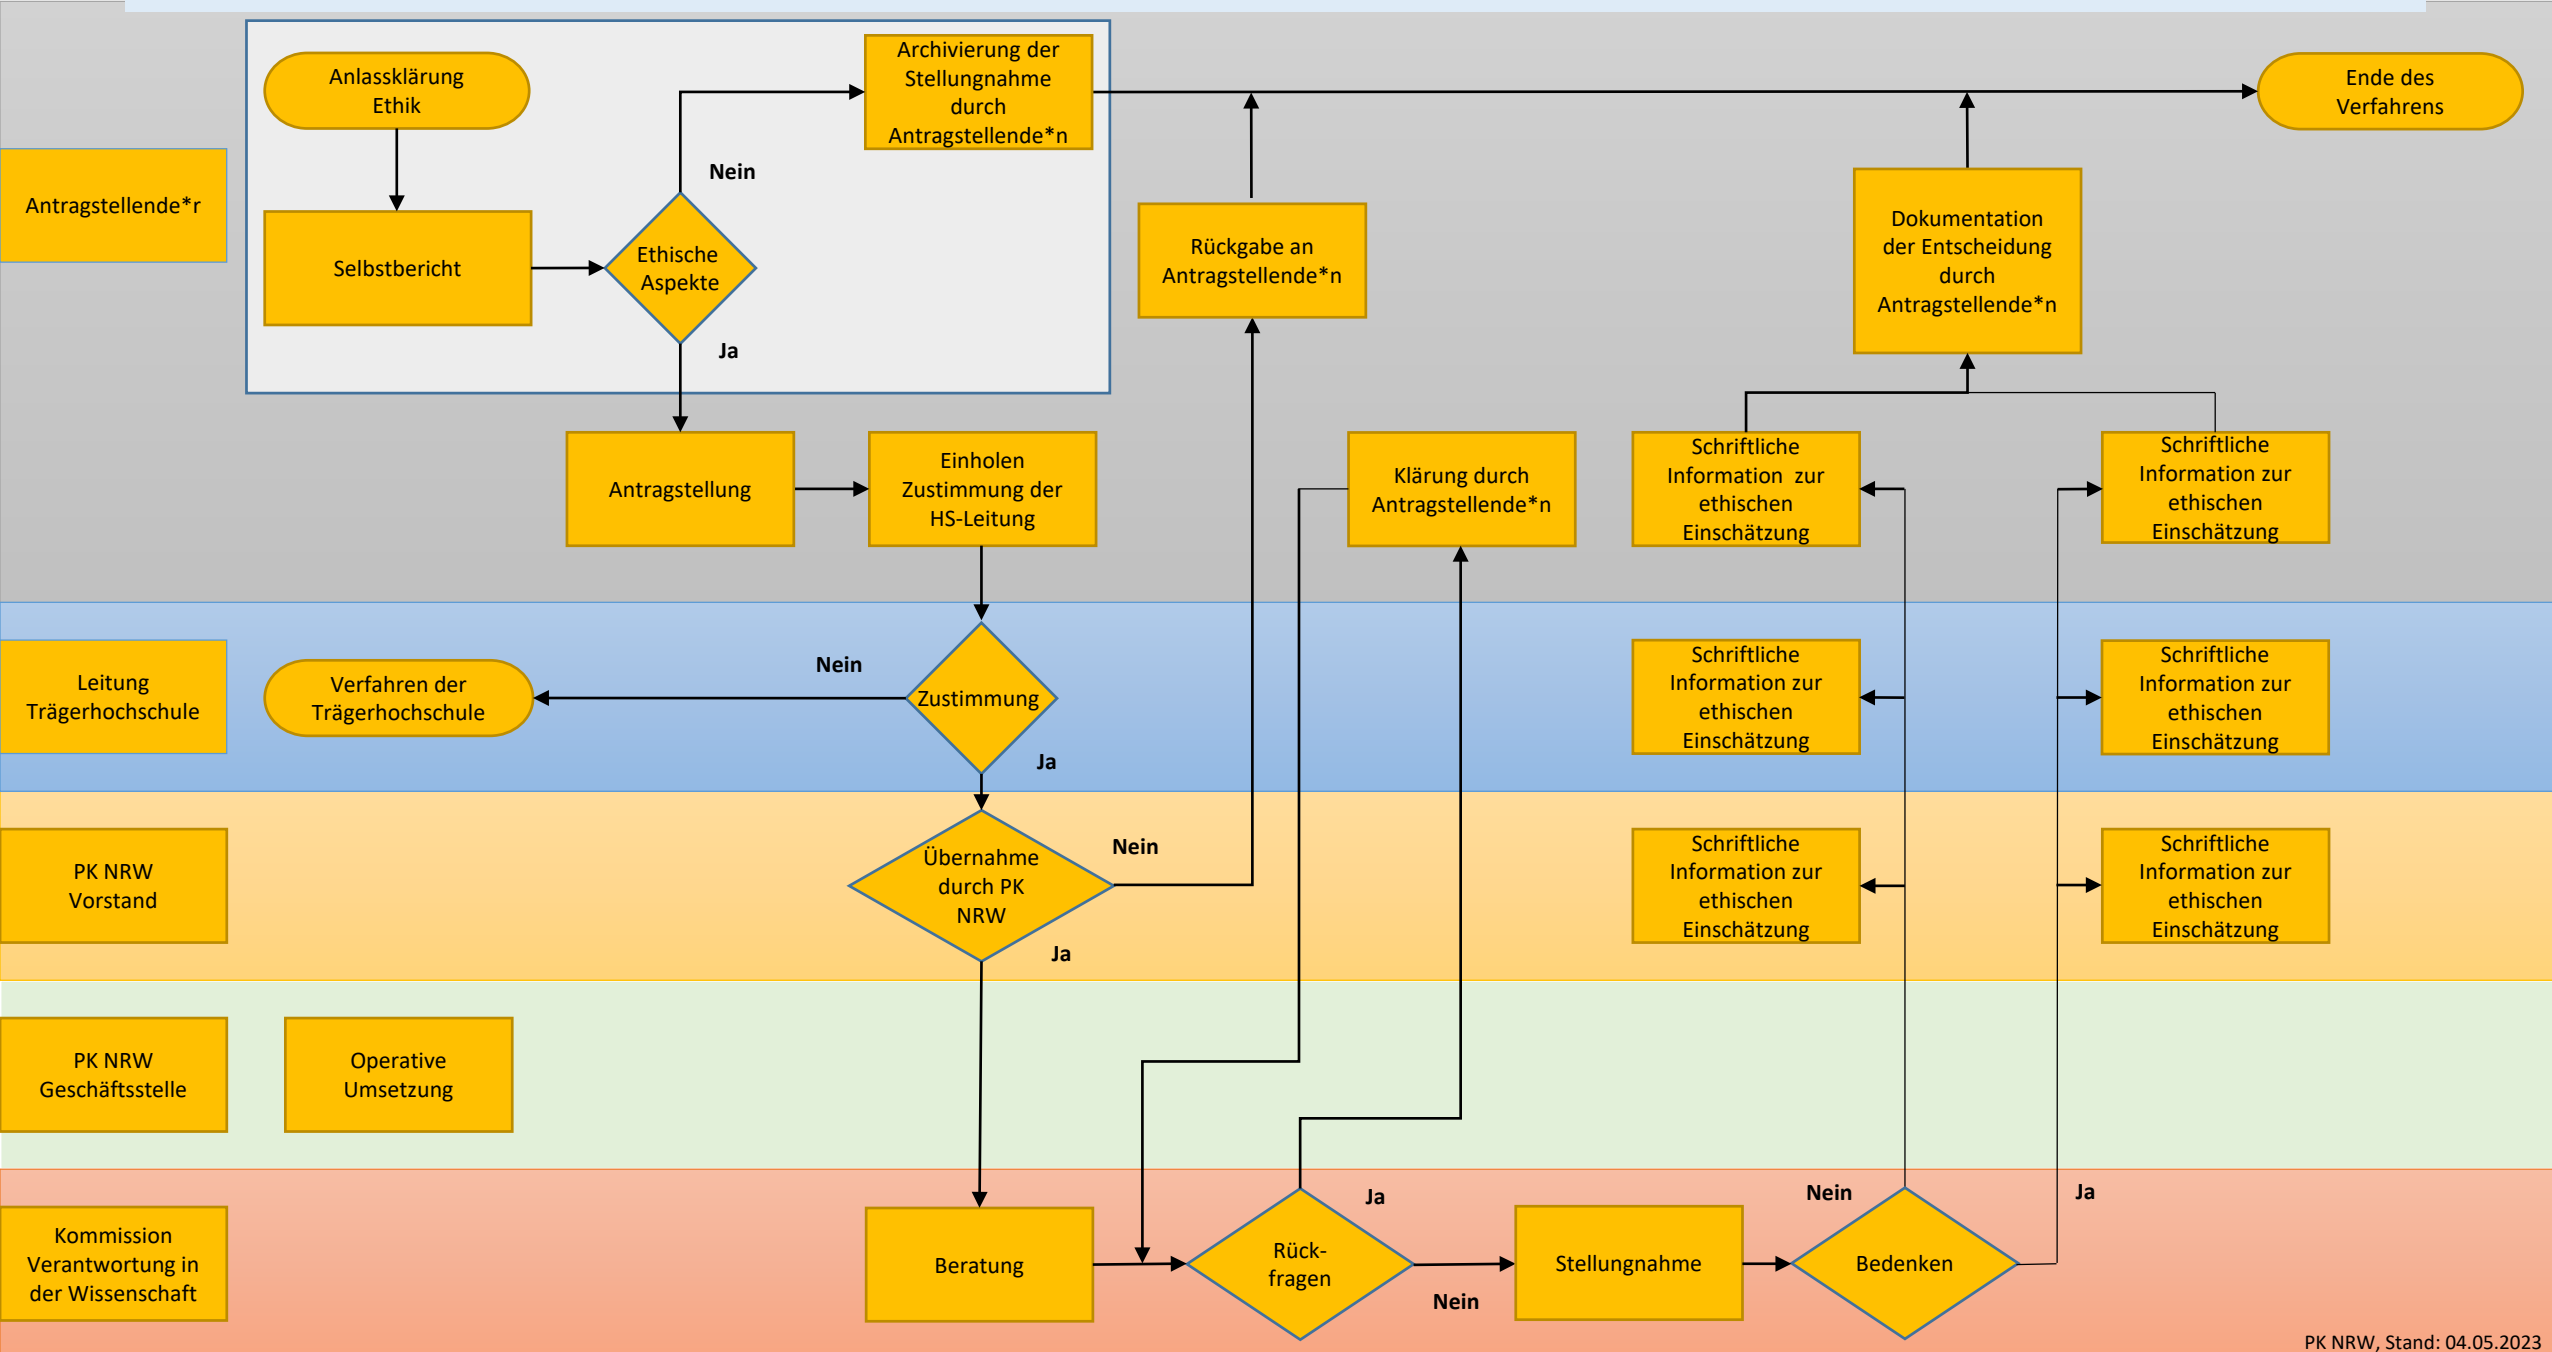 Anlassklärung
Ethik
Archivierung der
Stellungnahme
durch
Antragstellende*n
Ende des
Verfahrens
Nein
Antragstellende*r
Selbstbericht
Ethische
Aspekte
Rückgabe an
Antragstellende*n
Dokumentation
der Entscheidung
durch
Antragstellende*n
Ja
Antragstellung
Einholen
Zustimmung der
HS-Leitung
Klärung durch
Antragstellende*n
Schriftliche
Information zur
ethischen
Einschätzung
Schriftliche
Information zur
ethischen
Einschätzung
Leitung
Trägerhochschule
Verfahren der
Trägerhochschule
Nein
Zustimmung
Ja
Schriftliche
Information zur
ethischen
Einschätzung
Schriftliche
Information zur
ethischen
Einschätzung
PK NRW
Vorstand
Übernahme
durch PK
NRW
Nein
Ja
Schriftliche
Information zur
ethischen
Einschätzung
Schriftliche
Information zur
ethischen
Einschätzung
PK NRW
Geschäftsstelle
Operative
Umsetzung
Kommission
Verantwortung in
der Wissenschaft
Beratung
Rück-
fragen
Ja
Nein
Stellungnahme
Nein
Bedenken
Ja
PK NRW, Stand: 04.05.2023